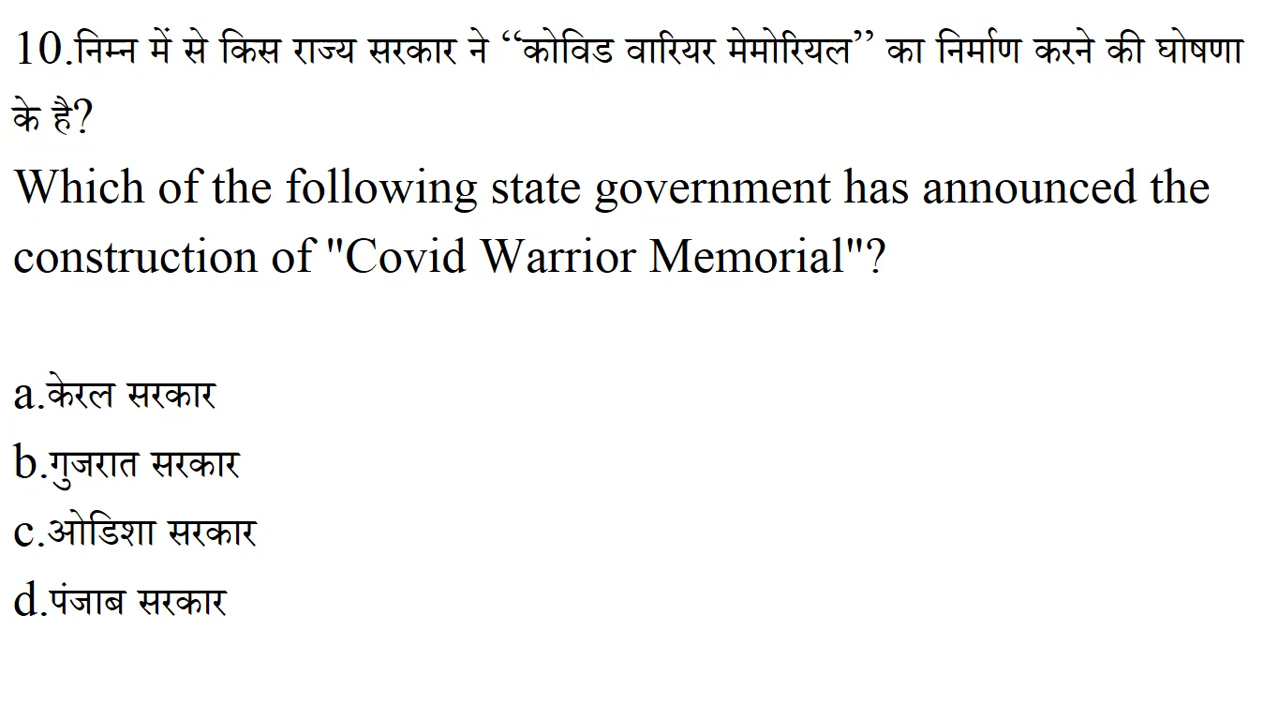 10.निम्न में से किस राज्य सरकार ने “कोविड वारियर मेमोरियल” का निर्माण करने की घोषणा
के है?
Which of the following state government has announced the
construction of "Covid Warrior Memorial"?
a.केरल सरकार
b.गुजरात सरकार
c.ओडिशा सरकार
d.पंजाब सरकार